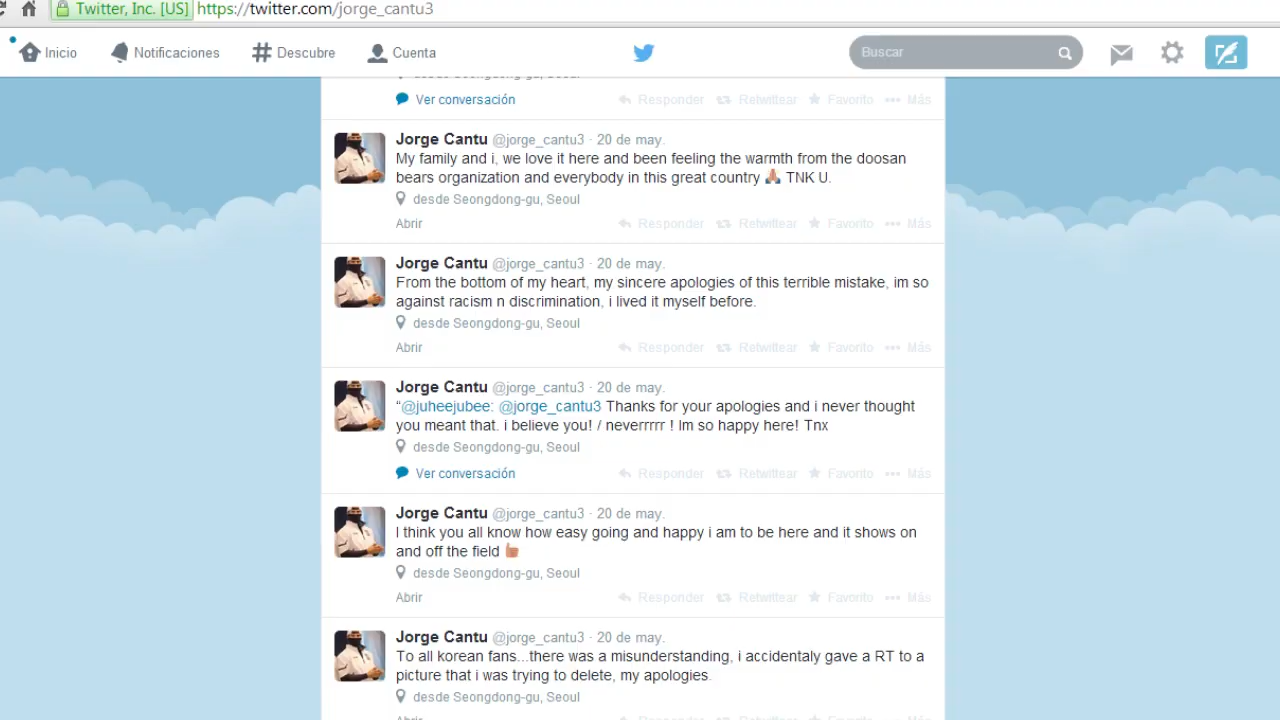 Twitter, Inc. [US] https://twitter.com/jorge_cantu3
Inicio Notificaciones Descubre Cuenta Buscar
desde Seongdong-gu, Seoul
Ver conversación Responder Retwittear Favorito Más
Jorge Cantu @jorge_cantu3 · 20 de may.
My family and i, we love it here and been feeling the warmth from the doosan
bears organization and everybody in this great country 🙏 TNK U.
desde Seongdong-gu, Seoul
Abrir Responder Retwittear Favorito Más
Jorge Cantu @jorge_cantu3 · 20 de may.
From the bottom of my heart, my sincere apologies of this terrible mistake, im so
against racism n discrimination, i lived it myself before.
desde Seongdong-gu, Seoul
Abrir Responder Retwittear Favorito Más
Jorge Cantu @jorge_cantu3 · 20 de may.
“@juheejubee: @jorge_cantu3 Thanks for your apologies and i never thought
you meant that. i believe you! / neverrrrr ! Im so happy here! Tnx
desde Seongdong-gu, Seoul
Ver conversación Responder Retwittear Favorito Más
Jorge Cantu @jorge_cantu3 · 20 de may.
I think you all know how easy going and happy i am to be here and it shows on
and off the field 👍
desde Seongdong-gu, Seoul
Abrir Responder Retwittear Favorito Más
Jorge Cantu @jorge_cantu3 · 20 de may.
To all korean fans...there was a misunderstanding, i accidentaly gave a RT to a
picture that i was trying to delete, my apologies.
desde Seongdong-gu, Seoul